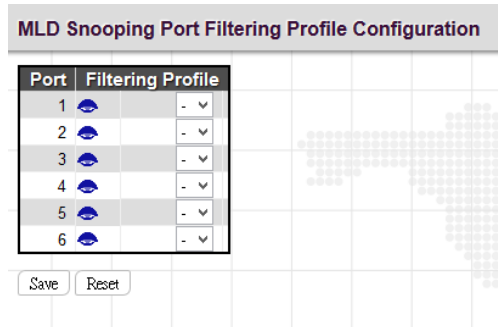 MLD Snooping Port Filtering Profile Configuration
Port Filtering Profile
1 -
2 -
3 -
4 -
5 -
6 -
Save Reset